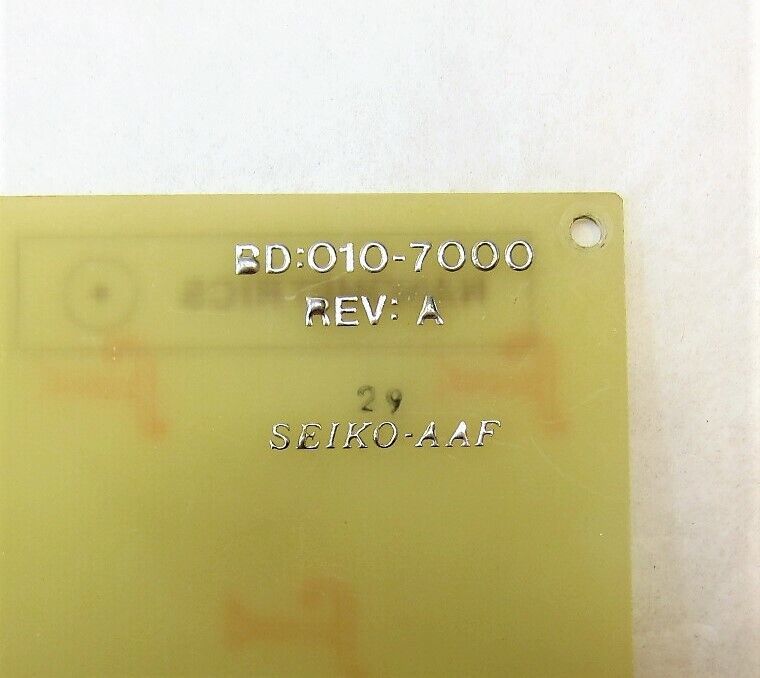 BD:010-7000
REV: A
29
SEIKO-AAF